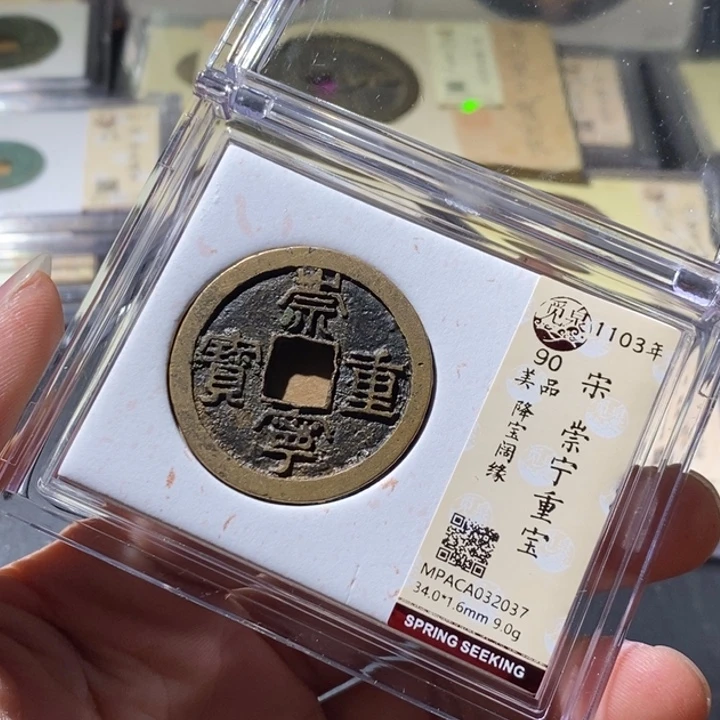 崇
重
寧
寶
觅泉
1103年
90
美品
宋 崇宁重宝
降宝阔缘
MPACA032037
34.0*1.6mm 9.0g
SPRING SEEKING